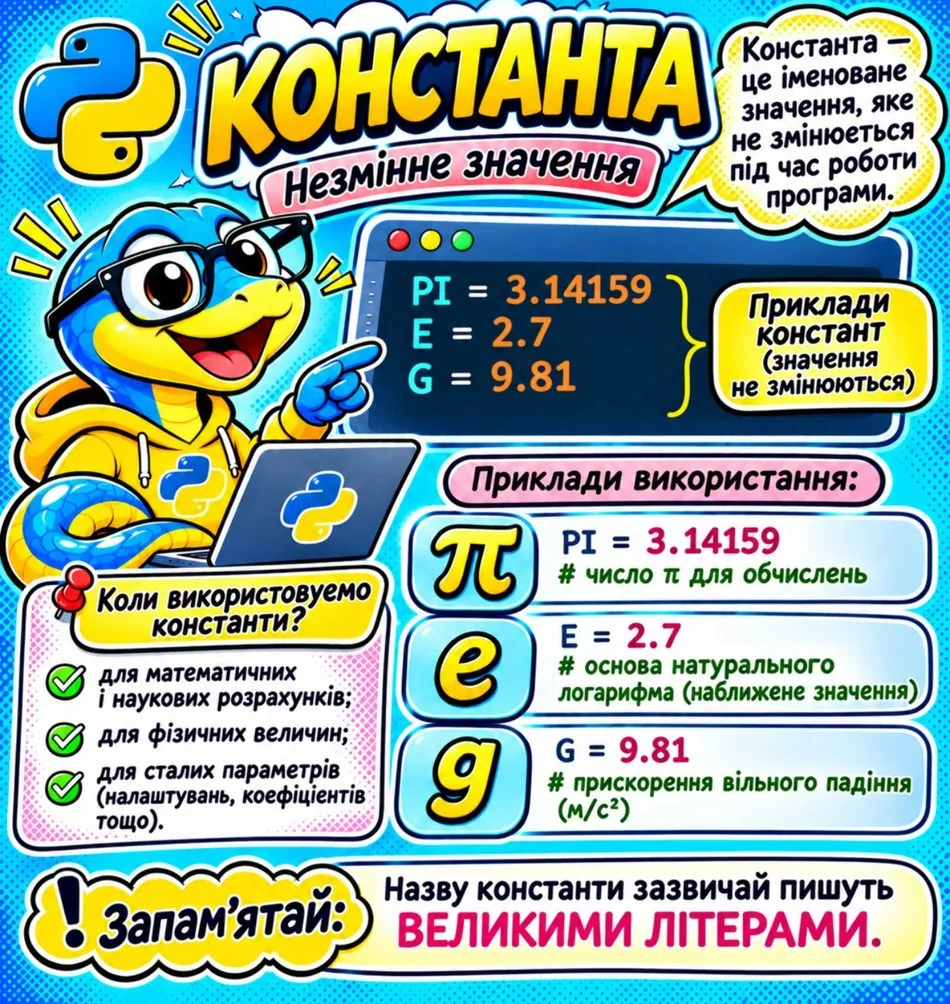 КОНСТАНТА
Незмінне значення
Константа —
це іменоване
значення, яке
не змінюеться
під час роботи
програми.
PI = 3.14159
E = 2.7
G = 9.81
Приклади
констант
(значення
не змінюються)
Приклади використання:
π
PI = 3.14159
# число π для обчислень
e
E = 2.7
# основа натурального
логарифма (наближене значення)
g
G = 9.81
# прискорення вільного падіння
(м/с²)
Коли використовуемо
константи?
для математичних
і наукових розрахунків;
для фізичних величин;
для сталих параметрів
(налаштувань, коефіцієнтів
тощо).
! Запам'ятай:
Назву константи зазвичай пишуть
ВЕЛИКИМИ ЛІТЕРАМИ.